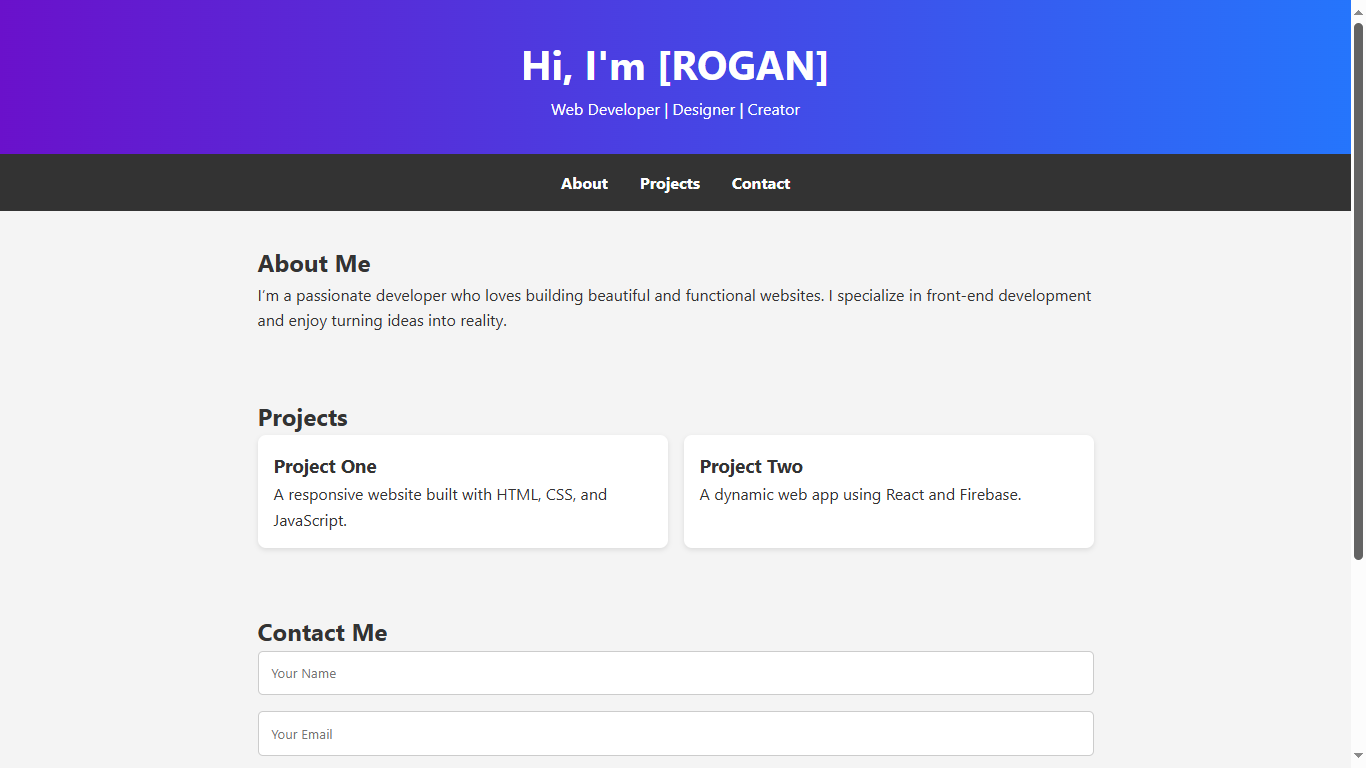 Hi, I'm [ROGAN]
Web Developer | Designer | Creator
About
Projects
Contact
About Me
I’m a passionate developer who loves building beautiful and functional websites. I specialize in front-end development
and enjoy turning ideas into reality.
Projects
Project One
A responsive website built with HTML, CSS, and
JavaScript.
Project Two
A dynamic web app using React and Firebase.
Contact Me
Your Name
Your Email